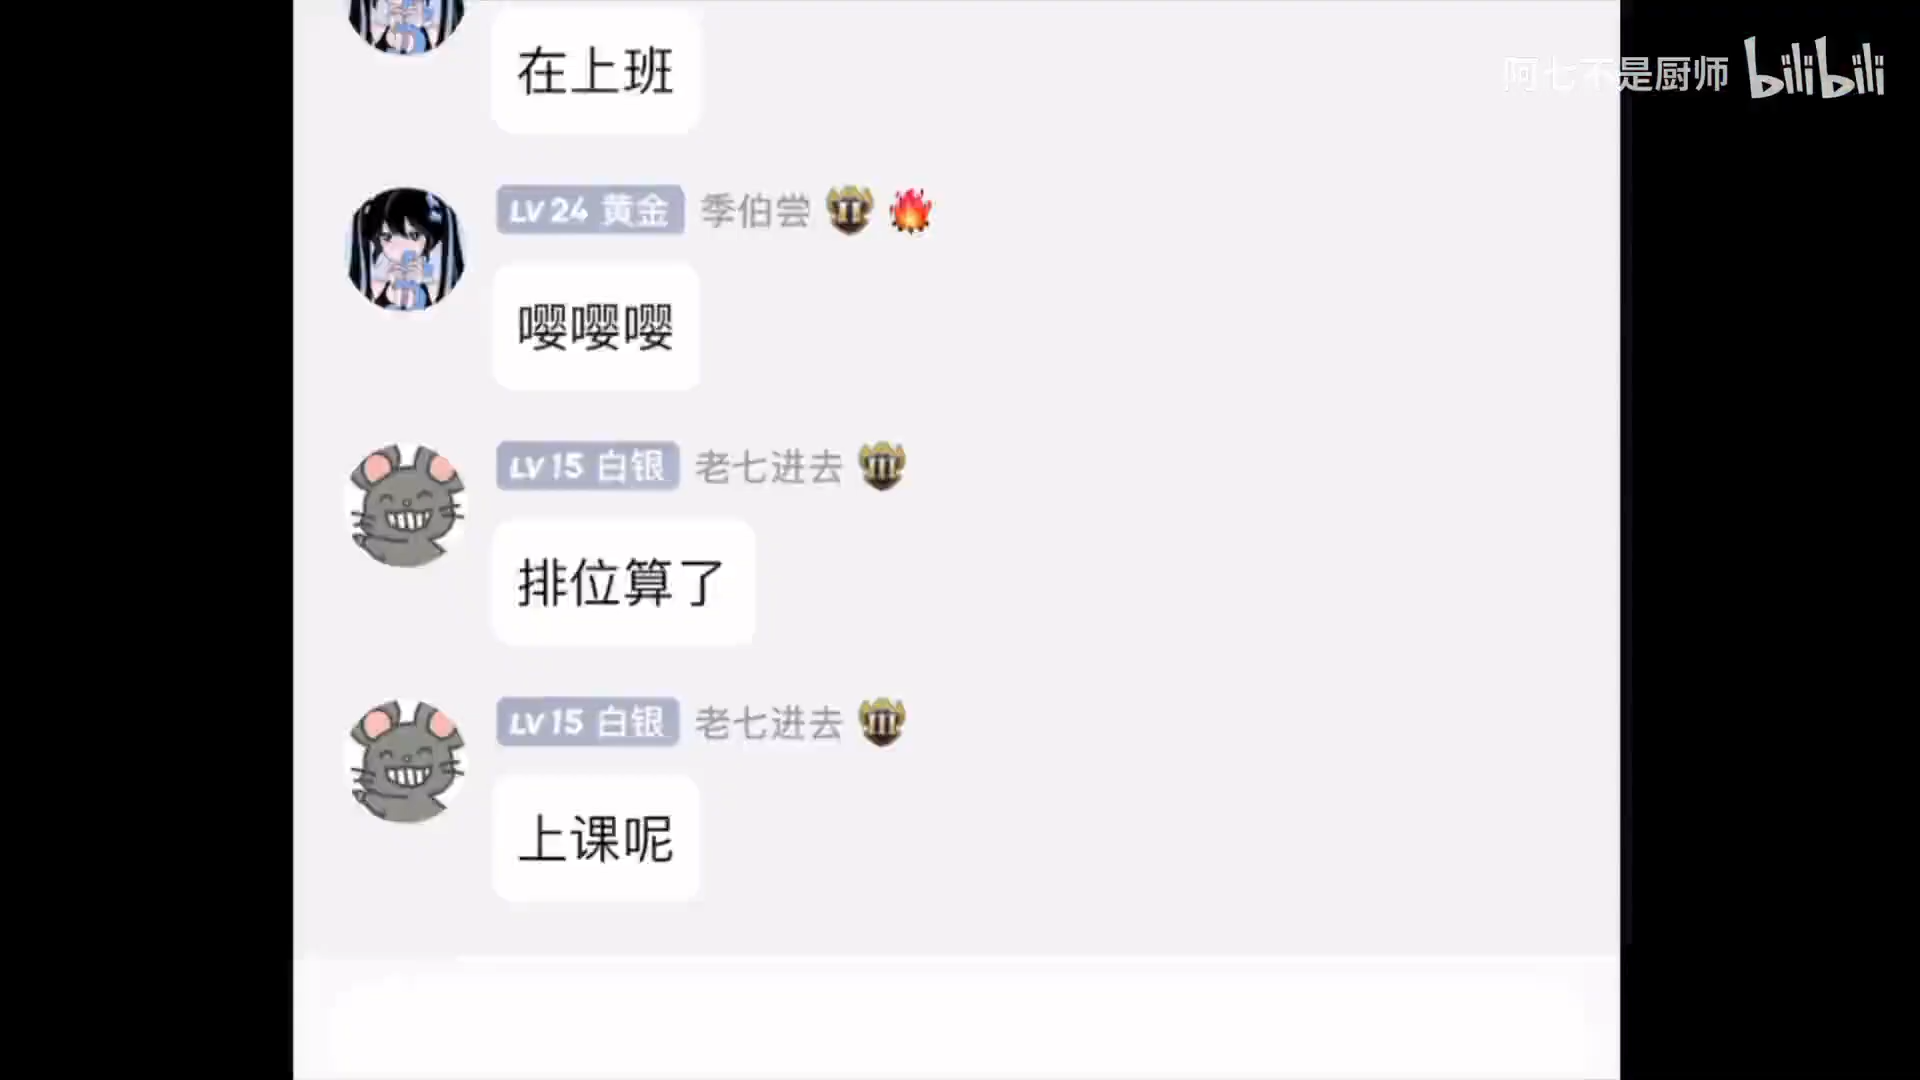 在上班
阿七不是厨师 bilibili
LV24 黄金 季伯尝
嘤嘤嘤
LV15 白银 老七进去
排位算了
LV15 白银 老七进去
上课呢